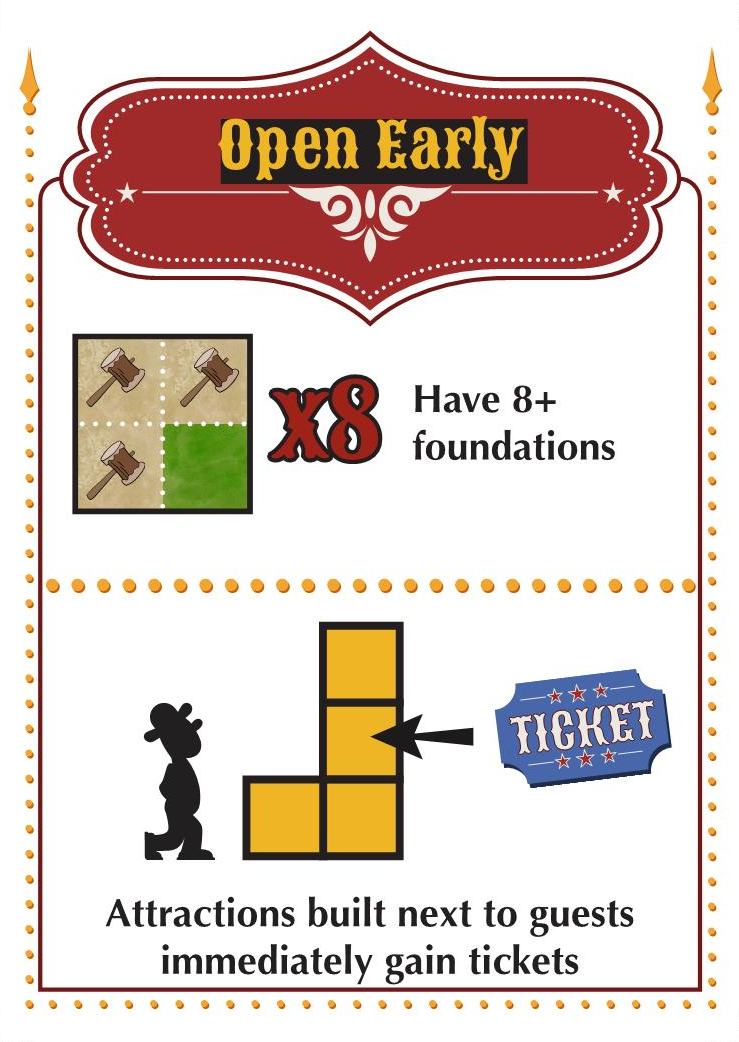 Open Early
x8
Have 8+
foundations
TICKET
Attractions built next to guests
immediately gain tickets